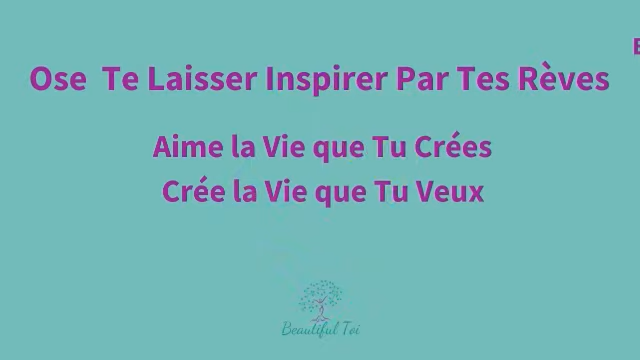 Ose Te Laisser Inspirer Par Tes Rèves
Aime la Vie que Tu Crées
Crée la Vie que Tu Veux
Beautiful Toi